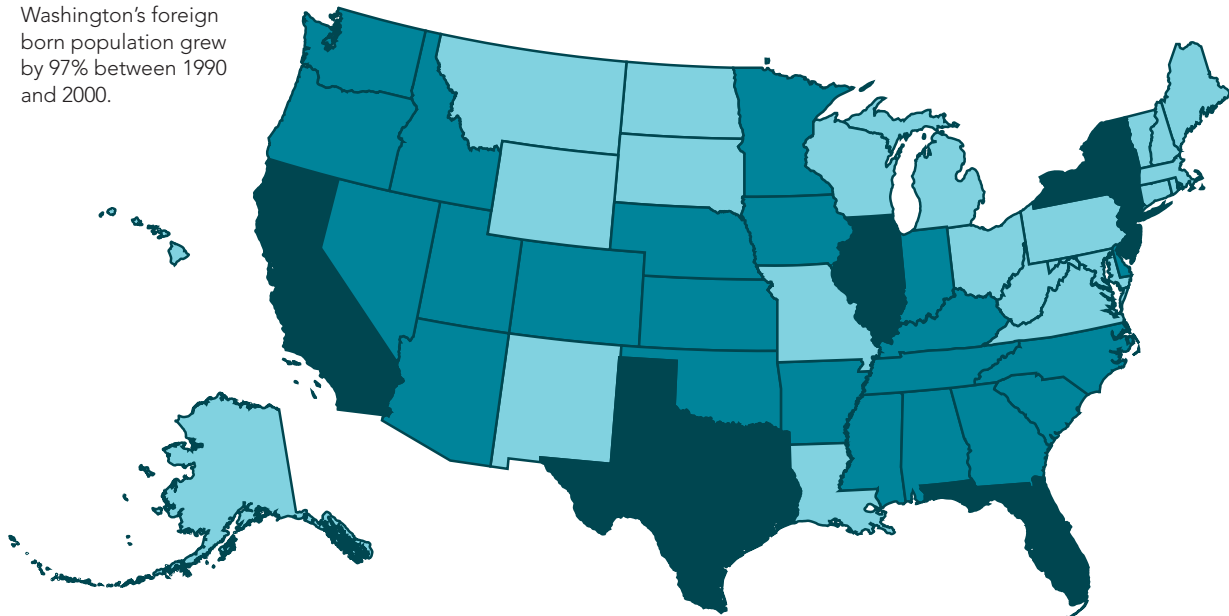 Washington’s foreign
born population grew
by 97% between 1990
and 2000.